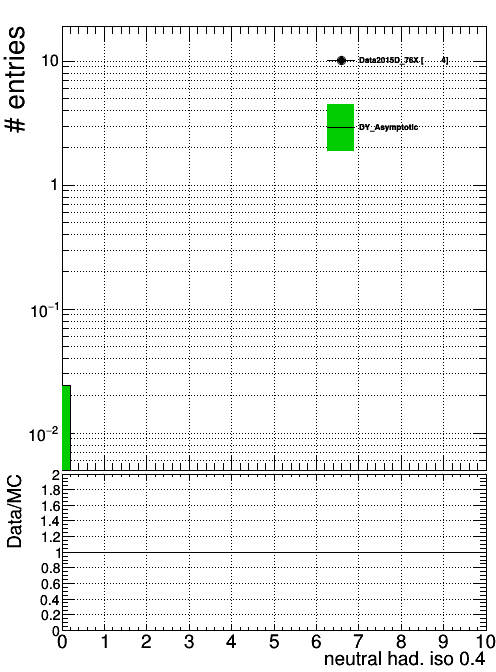 # entries
10
1
10⁻¹
10⁻²
Data2015D_76X [ 4]
DY_Asymptotic
Data/MC
2
1.8
1.6
1.4
1.2
1
0.8
0.6
0.4
0.2
0
0 1 2 3 4 5 6 7 8 9 10
neutral had. iso 0.4